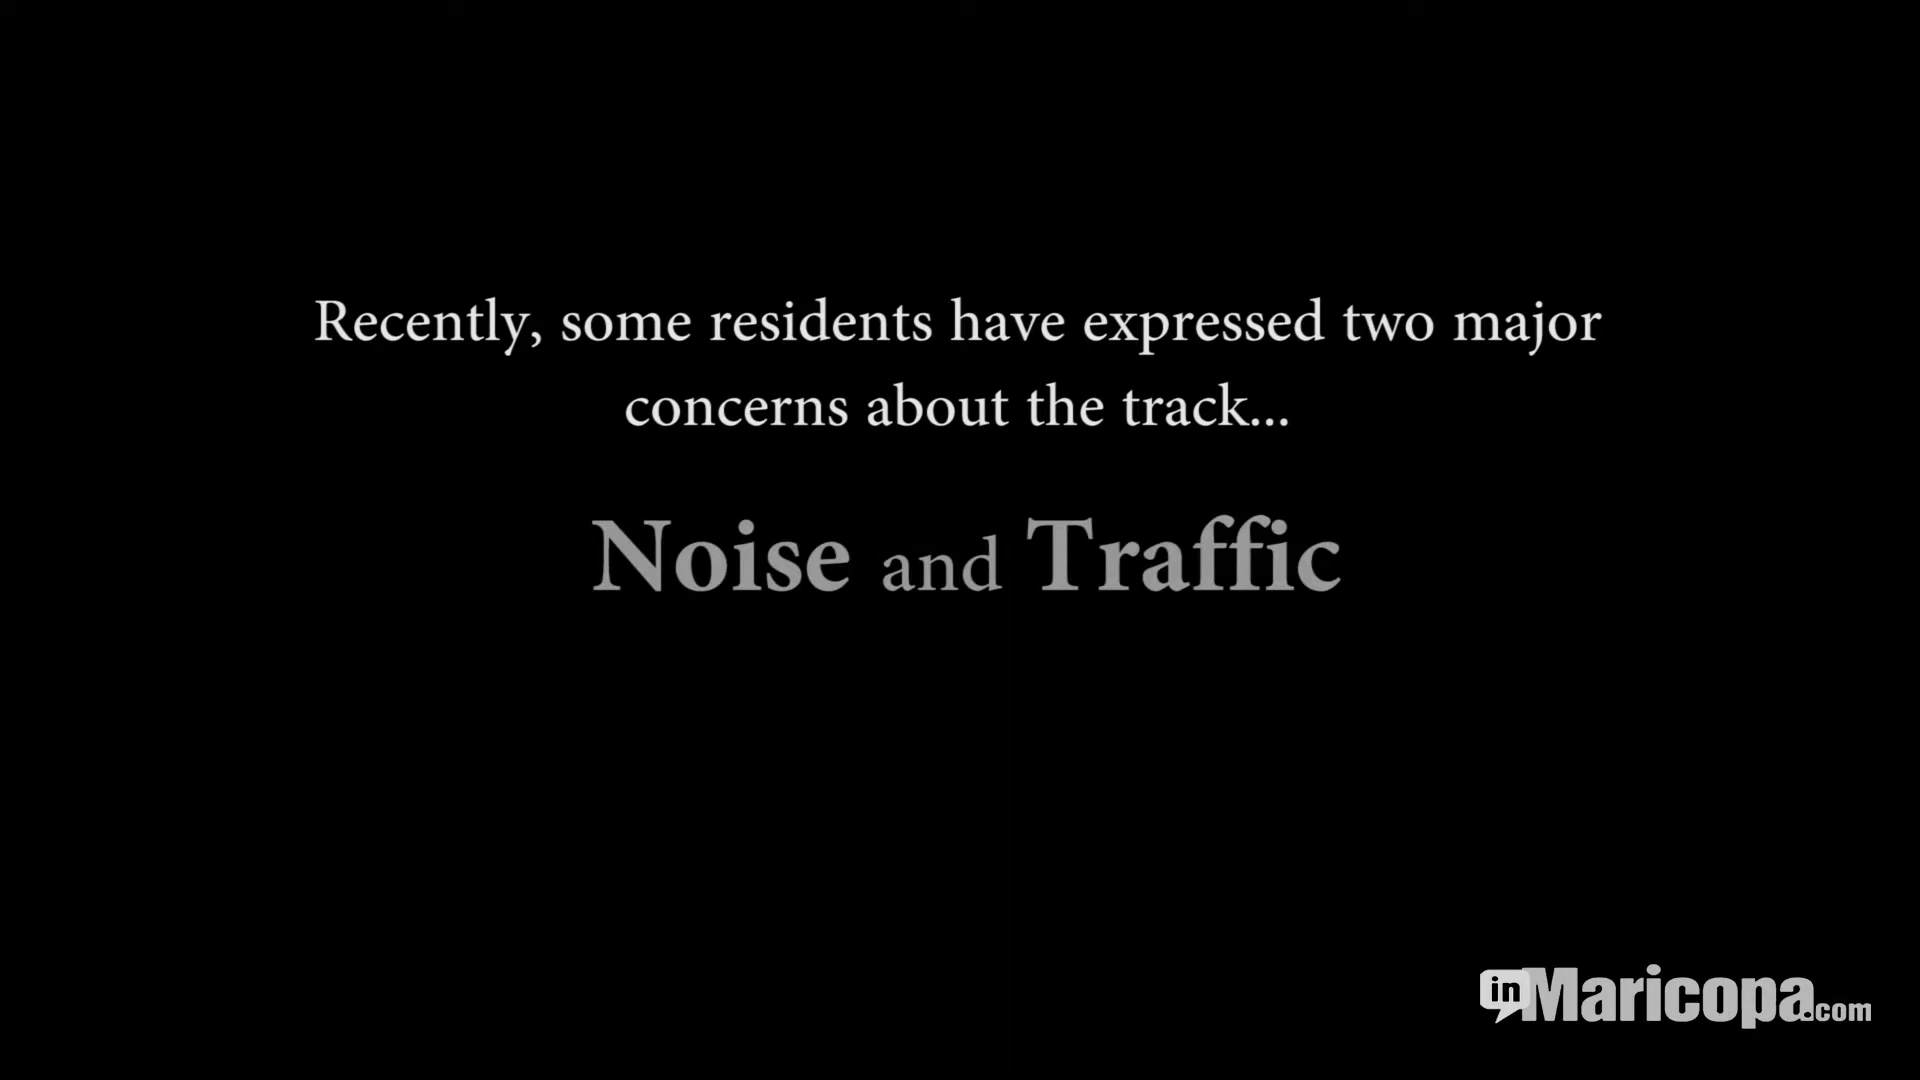 Recently, some residents have expressed two major
concerns about the track...
Noise and Traffic
inMaricopa.com